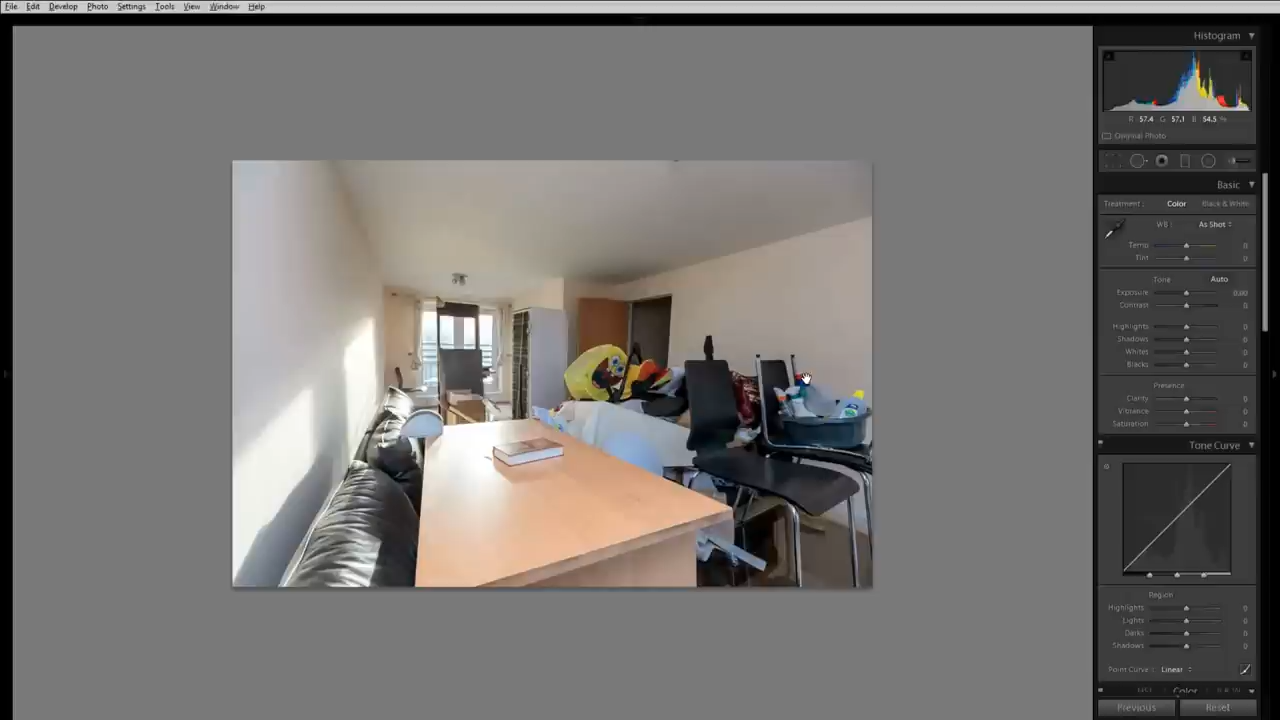 File Edit Develop Photo Settings Tools View Window Help
Histogram
R 57.4 G 57.1 B 54.5 %
Original Photo
Basic
Treatment : Color Black & White
WB : As Shot
Temp 0
Tint 0
Tone Auto
Exposure 0.00
Contrast 0
Highlights 0
Shadows 0
Whites 0
Blacks 0
Presence
Clarity 0
Vibrance 0
Saturation 0
Tone Curve
Region
Highlights 0
Lights 0
Darks 0
Shadows 0
Point Curve : Linear
Color
Previous Reset